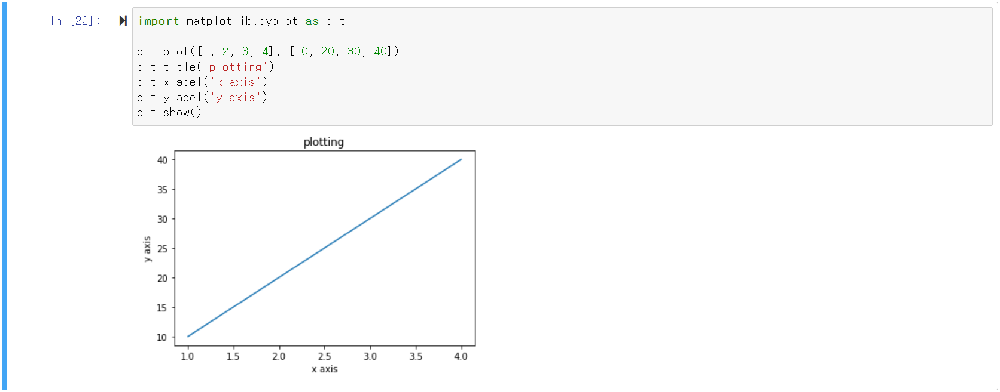 In [22]:
import matplotlib.pyplot as plt
plt.plot([1, 2, 3, 4], [10, 20, 30, 40])
plt.title('plotting')
plt.xlabel('x axis')
plt.ylabel('y axis')
plt.show()
plotting
40
35
30
25
20
15
10
y axis
1.0 1.5 2.0 2.5 3.0 3.5 4.0
x axis